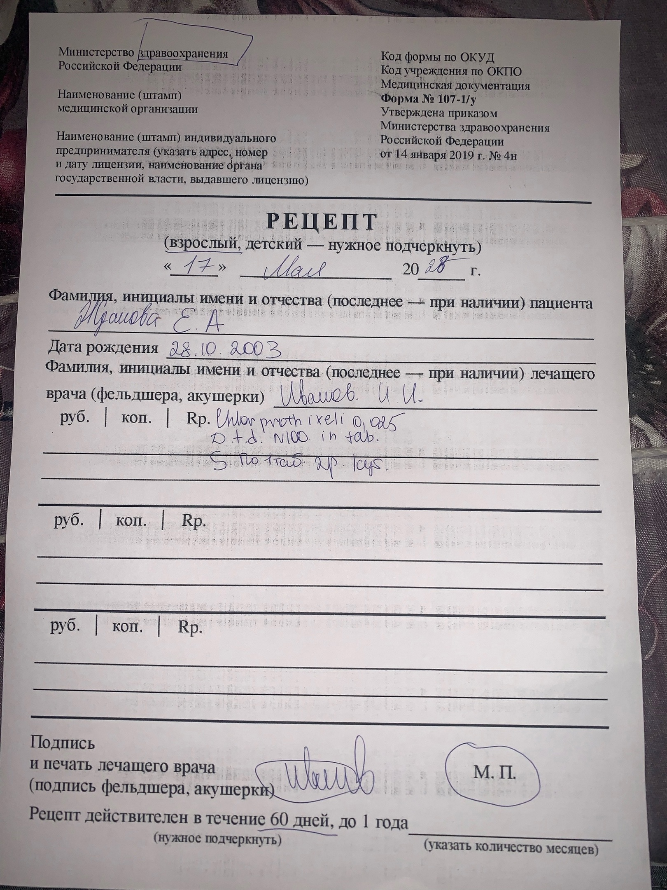 Министерство здравоохранения
Российской Федерации
Наименование (штамп)
медицинской организации
Наименование (штамп) индивидуального
предпринимателя (указать адрес, номер
и дату лицензии, наименование органа
государственной власти, выдавшего лицензию)
Код формы по ОКУД
Код учреждения по ОКПО
Медицинская документация
Форма № 107-1/у
Утверждена приказом
Министерства здравоохранения
Российской Федерации
от 14 января 2019 г. № 4н
РЕЦЕПТ
(взрослый, детский — нужное подчеркнуть)
« 17 » Мая 20 г.
Фамилия, инициалы имени и отчества (последнее — при наличии) пациента
Е. А
Дата рождения 28.10.2003
Фамилия, инициалы имени и отчества (последнее — при наличии) лечащего
врача (фельдшера, акушерки) Иванов И И.
руб. | коп. | Rp. Chlorprothixeli 0,025
D.t.d. N100 in tab.
S. По 1 таб. 2р.
руб. | коп. | Rp.
руб. | коп. | Rp.
Подпись
и печать лечащего врача
(подпись фельдшера, акушерки) Иванов М. П.
Рецепт действителен в течение 60 дней, до 1 года
(нужное подчеркнуть) (указать количество месяцев)